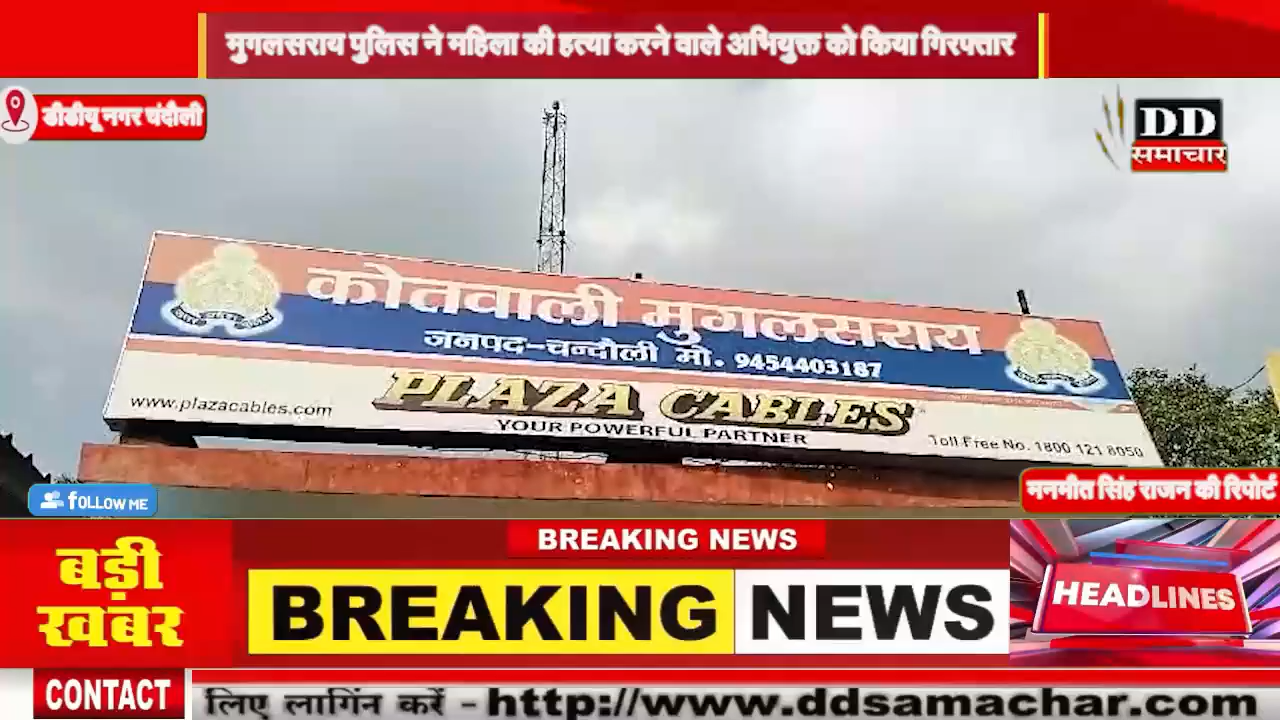 मुगलसराय पुलिस ने महिला की हत्या करने वाले अभियुक्त को किया गिरफ्तार
डीडीयू नगर चंदौली
DD
समाचार
कोतवाली मुगलसराय
जनपद-चन्दौली मो. 9454403187
www.plazacables.com
PLAZA CABLES
YOUR POWERFUL PARTNER
Toll Free No. 1800 121 8050
मनमीत सिंह राजन की रिपोर्ट
fOLLOW ME
बड़ी
खबर
BREAKING NEWS
BREAKING NEWS
HEADLINES
CONTACT
लिए लागिंन करें - http://www.ddsamachar.com